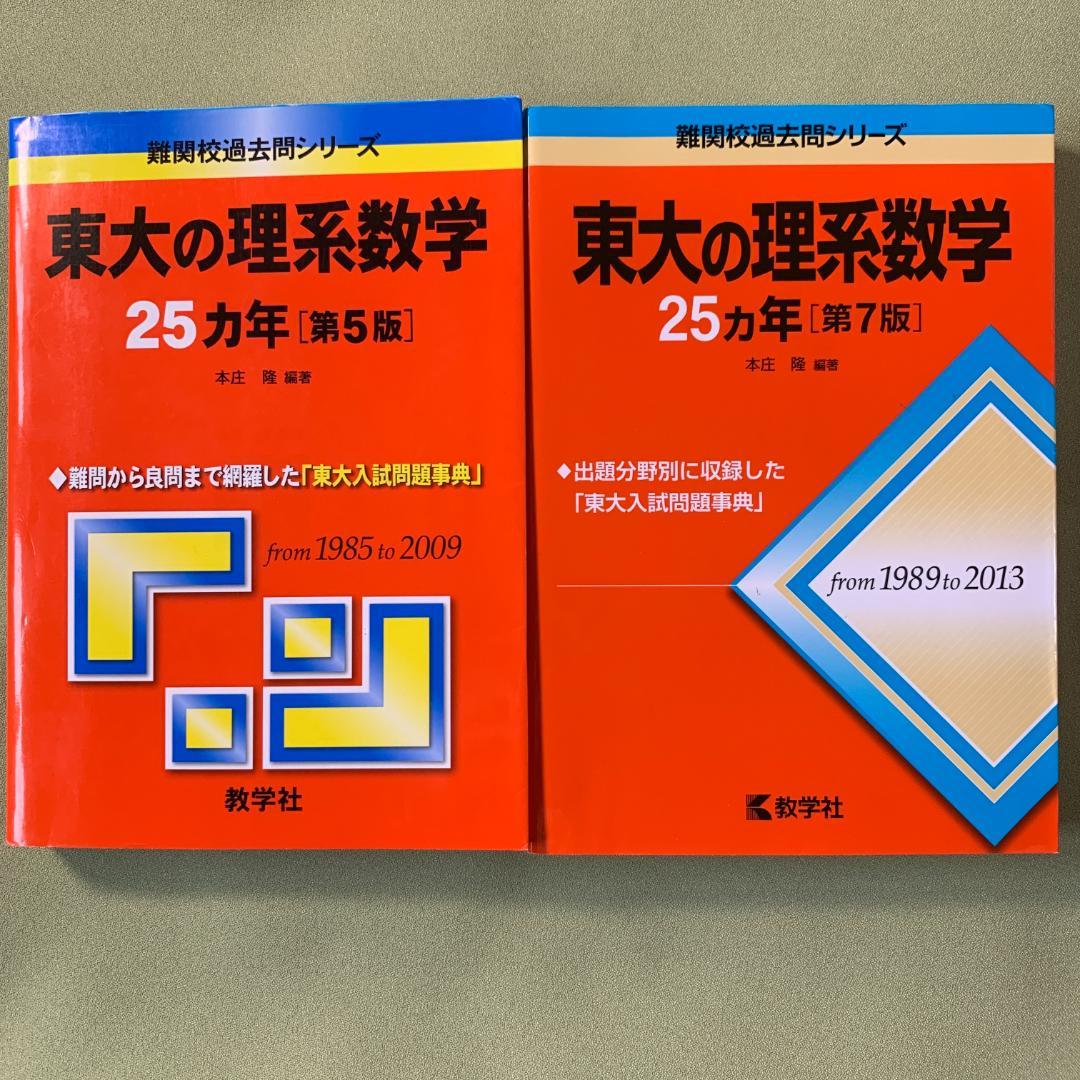 難関校過去問シリーズ
東大の理系数学
25カ年[第5版]
本庄 隆 編著
◆難問から良問まで網羅した「東大入試問題事典」
from 1985 to 2009
教学社
難関校過去問シリーズ
東大の理系数学
25カ年[第7版]
本庄 隆 編著
◆出題分野別に収録した
「東大入試問題事典」
from 1989 to 2013
教学社